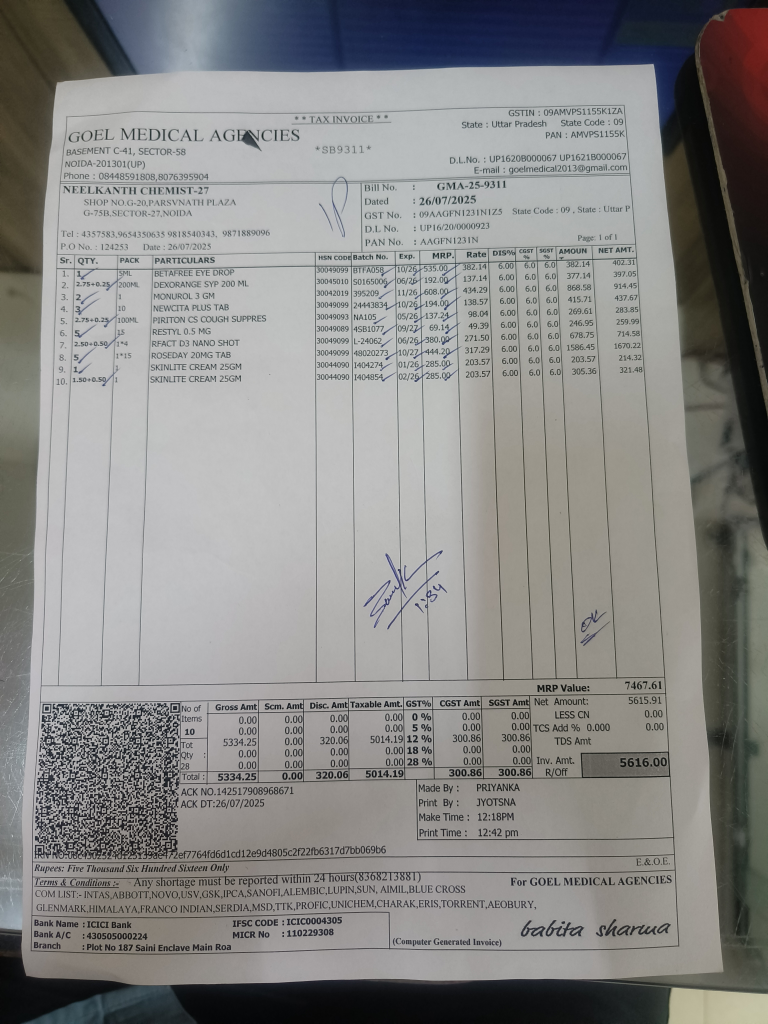 * * TAX INVOICE * *
GSTIN : 09AMVPS1155K1ZA
State : Uttar Pradesh State Code : 09
PAN : AMVPS1155K
GOEL MEDICAL AGENCIES
*SB9311*
BASEMENT C-41, SECTOR-58
NOIDA-201301(UP)
Phone : 08448591808,8076395904
D.L.No. : UP1620B000067 UP1621B000067
E-mail : goelmedical2013@gmail.com
NEELKANTH CHEMIST-27
SHOP NO.G-20,PARSVNATH PLAZA
G-75B,SECTOR-27,NOIDA
Tel : 4357583,9654350635 9818540343, 9871889096
P.O No. : 124253 Date : 26/07/2025
Bill No. : GMA-25-9311
Dated : 26/07/2025
GST No. : 09AAGFN1231N1Z5 State Code : 09 , State : Uttar P
D.L No. : UP16/20/0000923
PAN No. : AAGFN1231N
Page: 1 of 1
Sr. QTY. PACK PARTICULARS HSN CODE Batch No. Exp. MRP. Rate DIS% CGST % SGST % AMOUN NET AMT.
1. 1 5ML BETAFREE EYE DROP 30049099 BTFA058 10/26 535.00 382.14 6.00 6.0 6.0 382.14 402.31
2. 2.75+0.25 200ML DEXORANGE SYP 200 ML 30045010 S0165006 06/26 192.00 137.14 6.00 6.0 6.0 377.14 397.05
3. 2 1 MONUROL 3 GM 30042019 395209 11/26 608.00 434.29 6.00 6.0 6.0 868.58 914.45
4. 3 10 NEWCITA PLUS TAB 30049099 24443834 10/26 194.00 138.57 6.00 6.0 6.0 415.71 437.67
5. 2.75+0.25 100ML PIRITON CS COUGH SUPPRES 30049093 NA105 05/26 137.24 98.04 6.00 6.0 6.0 269.61 283.85
6. 5 15 RESTYL 0.5 MG 30042089 4SB1077 09/27 69.14 49.39 6.00 6.0 6.0 246.95 259.99
7. 2.50+0.50 1*4 RFACT D3 NANO SHOT 30049099 L-24062 06/26 380.00 271.50 6.00 6.0 6.0 678.75 714.58
8. 5 1*15 ROSEDAY 20MG TAB 30049099 48020273 10/27 444.20 317.29 6.00 6.0 6.0 1586.45 1670.22
9. 1 1 SKINLITE CREAM 25GM 30044090 I404274 01/26 285.00 203.57 6.00 6.0 6.0 203.57 214.32
10. 1.50+0.50 1 SKINLITE CREAM 25GM 30044090 I404854 02/26 285.00 203.57 6.00 6.0 6.0 305.36 321.48
1:34
OK
MRP Value: 7467.61
No of Items 10
Tot Qty : 28
Gross Amt Scm. Amt Disc. Amt Taxable Amt. GST% CGST Amt SGST Amt
0.00 0.00 0.00 0.00 0 % 0.00 0.00
0.00 0.00 0.00 0.00 5 % 0.00 0.00
5334.25 0.00 320.06 5014.19 12 % 300.86 300.86
0.00 0.00 0.00 0.00 18 % 0.00 0.00
0.00 0.00 0.00 0.00 28 % 0.00 0.00
Total : 5334.25 0.00 320.06 5014.19 300.86 300.86
Net Amount: 5615.91
LESS CN 0.00
TCS Add % 0.000 0.00
TDS Amt
Inv. Amt. 5616.00
R/Off
ACK NO.142517908968671
ACK DT:26/07/2025
Made By : PRIYANKA
Print By : JYOTSNA
Make Time : 12:18PM
Print Time : 12:42 pm
Rupees: Five Thousand Six Hundred Sixteen Only
E.& O.E.
Terms & Conditions :- Any shortage must be reported within 24 hours(8368213881)
For GOEL MEDICAL AGENCIES
COM LIST:- INTAS,ABBOTT,NOVO,USV,GSK,IPCA,SANOFI,ALEMBIC,LUPIN,SUN, AIMIL,BLUE CROSS
GLENMARK,HIMALAYA,FRANCO INDIAN,SERDIA,MSD,TTK,PROFIC,UNICHEM,CHARAK,ERIS,TORRENT,AEOBURY,
Bank Name : ICICI Bank IFSC CODE : ICIC0004305
Bank A/C : 430505000224 MICR No : 110229308
Branch : Plot No 187 Saini Enclave Main Roa
(Computer Generated Invoice)
babita sharma